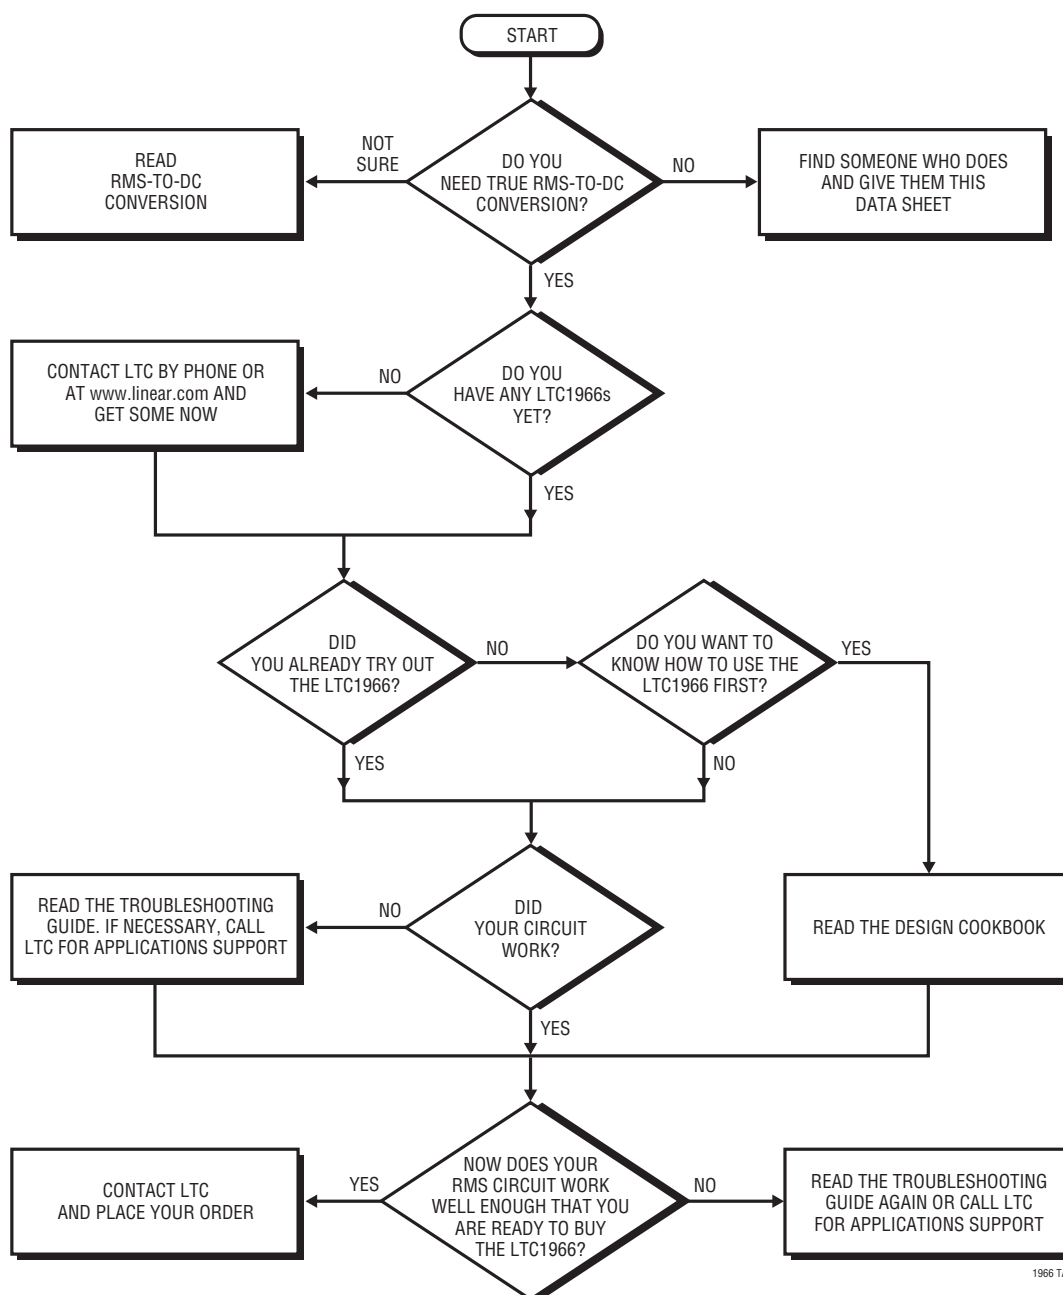 START
NOT
SURE
READ
RMS-TO-DC
CONVERSION
DO YOU
NEED TRUE RMS-TO-DC
CONVERSION?
NO
FIND SOMEONE WHO DOES
AND GIVE THEM THIS
DATA SHEET
YES
CONTACT LTC BY PHONE OR
AT www.linear.com AND
GET SOME NOW
NO
DO YOU
HAVE ANY LTC1966s
YET?
YES
DID
YOU ALREADY TRY OUT
THE LTC1966?
NO
DO YOU WANT TO
KNOW HOW TO USE THE
LTC1966 FIRST?
YES
YES
NO
READ THE TROUBLESHOOTING
GUIDE. IF NECESSARY, CALL
LTC FOR APPLICATIONS SUPPORT
NO
DID
YOUR CIRCUIT
WORK?
READ THE DESIGN COOKBOOK
YES
CONTACT LTC
AND PLACE YOUR ORDER
YES
NOW DOES YOUR
RMS CIRCUIT WORK
WELL ENOUGH THAT YOU
ARE READY TO BUY
THE LTC1966?
NO
READ THE TROUBLESHOOTING
GUIDE AGAIN OR CALL LTC
FOR APPLICATIONS SUPPORT
1966